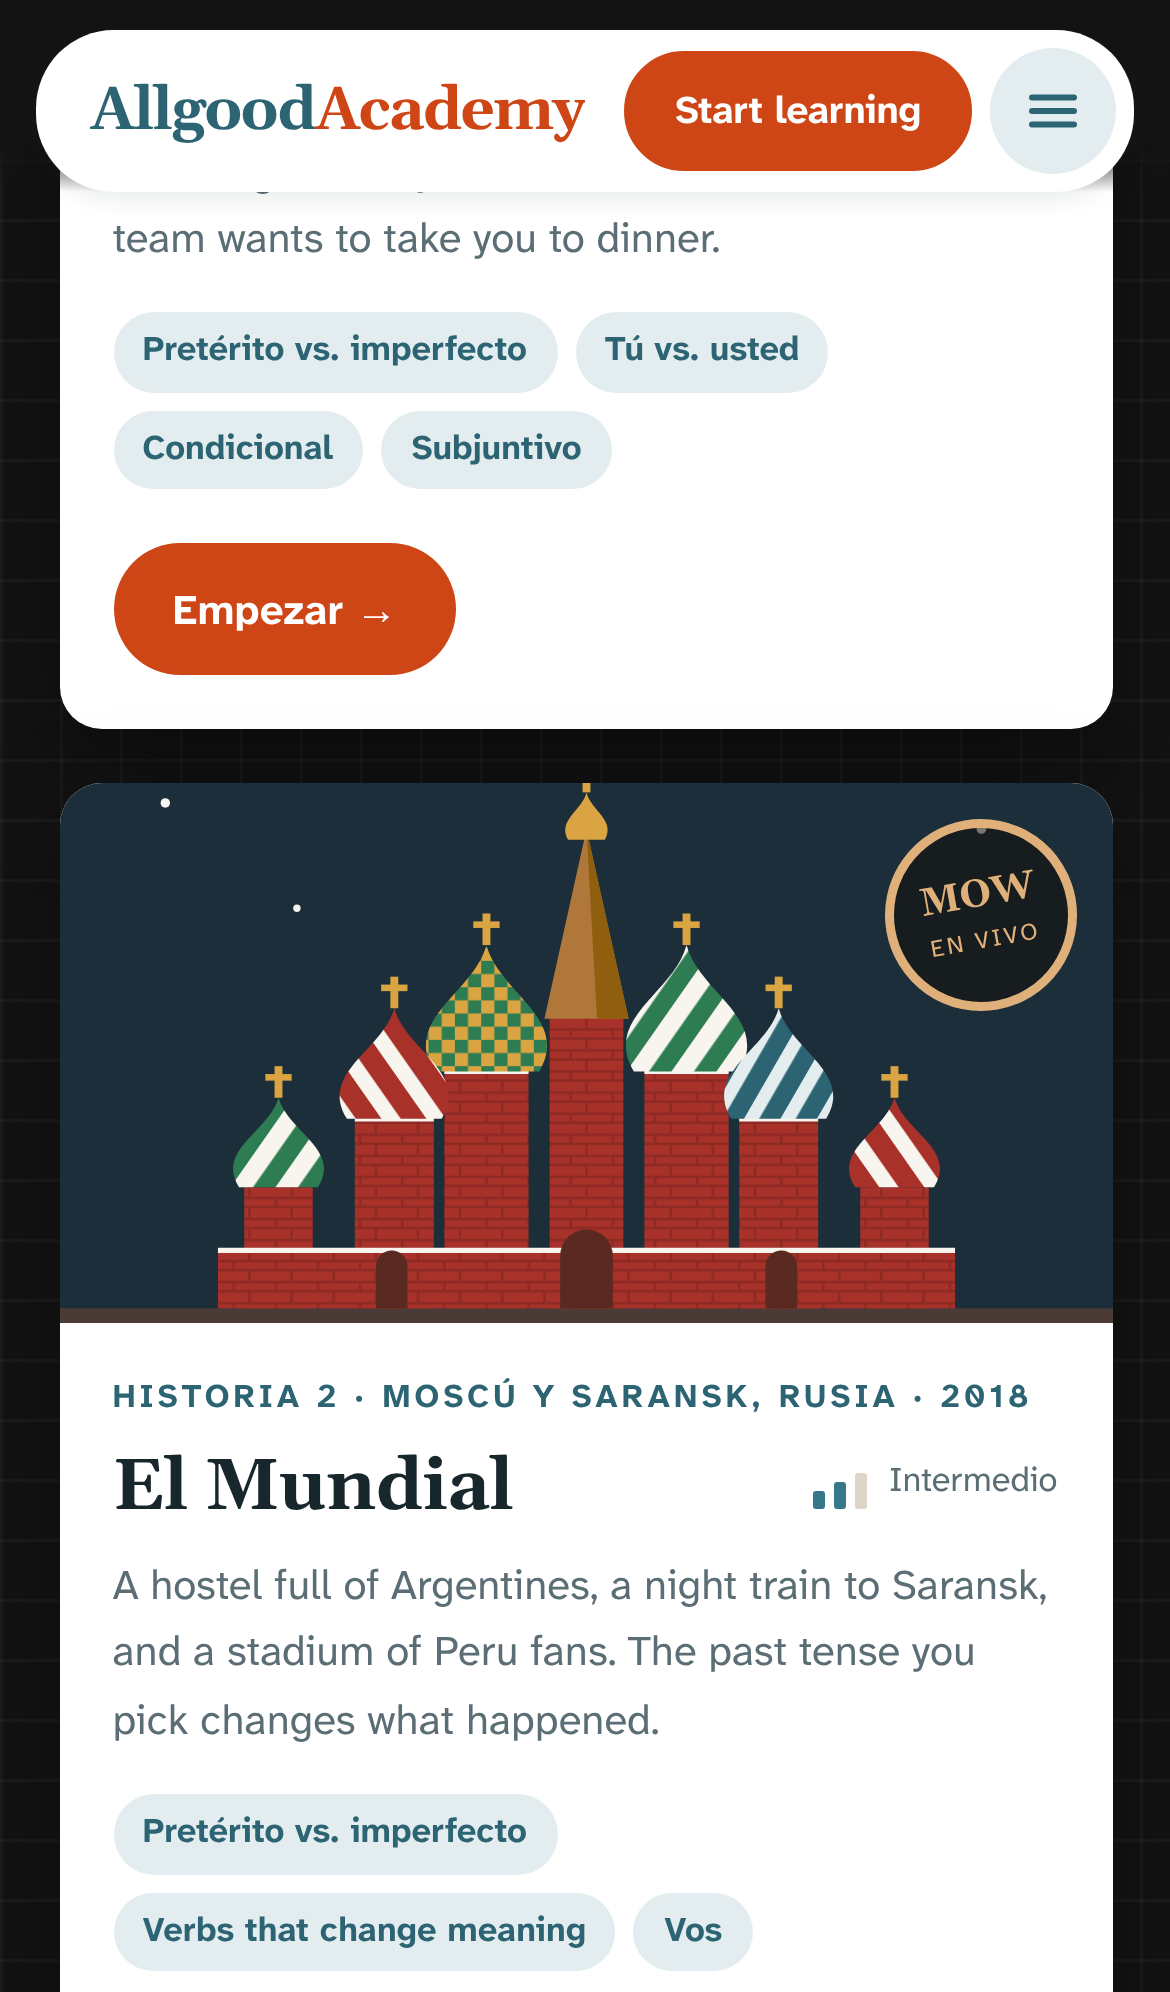 AllgoodAcademy
Start learning
team wants to take you to dinner.
Pretérito vs. imperfecto
Tú vs. usted
Condicional
Subjuntivo
Empezar →
MOW
EN VIVO
HISTORIA 2 · MOSCÚ Y SARANSK, RUSIA · 2018
El Mundial
Intermedio
A hostel full of Argentines, a night train to Saransk,
and a stadium of Peru fans. The past tense you
pick changes what happened.
Pretérito vs. imperfecto
Verbs that change meaning
Vos